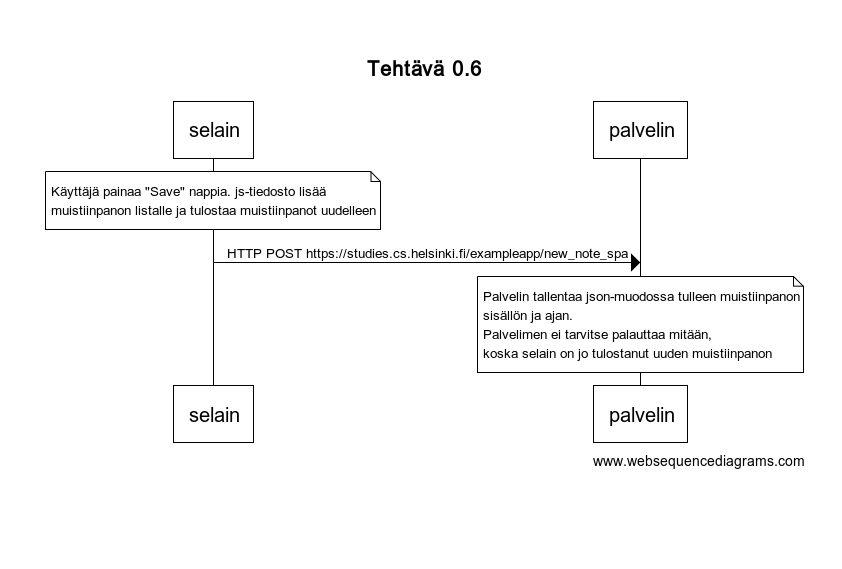 Tehtävä 0.6
selain
palvelin
Käyttäjä painaa "Save" nappia. js-tiedosto lisää
muistiinpanon listalle ja tulostaa muistiinpanot uudelleen
HTTP POST https://studies.cs.helsinki.fi/exampleapp/new_note_spa
Palvelin tallentaa json-muodossa tulleen muistiinpanon
sisällön ja ajan.
Palvelimen ei tarvitse palauttaa mitään,
koska selain on jo tulostanut uuden muistiinpanon
selain
palvelin
www.websequencediagrams.com